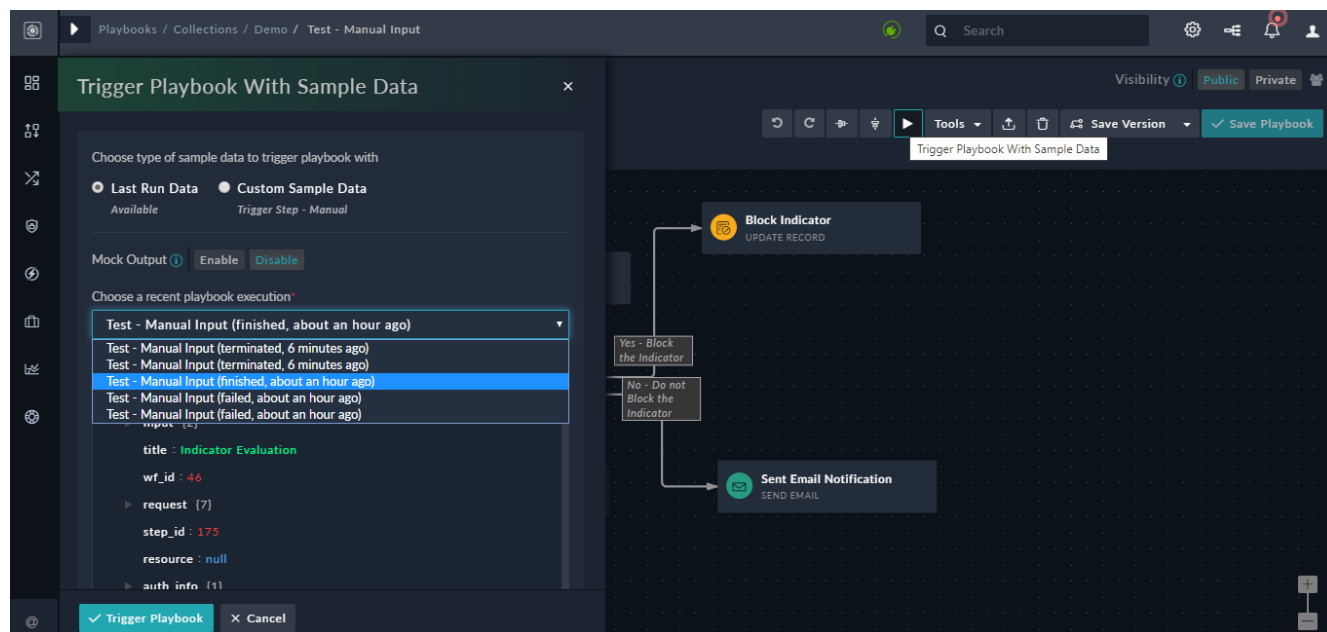 Playbooks / Collections / Demo / Test - Manual Input
Search
Trigger Playbook With Sample Data
×
Visibility
Public
Private
Tools
Save Version
Save Playbook
Trigger Playbook With Sample Data
Choose type of sample data to trigger playbook with
Last Run Data
Custom Sample Data
Available
Trigger Step - Manual
Mock Output
Enable
Disable
Choose a recent playbook execution*
Test - Manual Input (finished, about an hour ago)
Test - Manual Input (terminated, 6 minutes ago)
Test - Manual Input (terminated, 6 minutes ago)
Test - Manual Input (finished, about an hour ago)
Test - Manual Input (failed, about an hour ago)
Test - Manual Input (failed, about an hour ago)
input {2}
title : Indicator Evaluation
wf_id : 46
request {7}
step_id : 175
resource : null
auth_info {1}
Trigger Playbook
X Cancel
@
Block Indicator
UPDATE RECORD
Yes - Block
the Indicator
No - Do not
Block the
Indicator
Sent Email Notification
SEND EMAIL